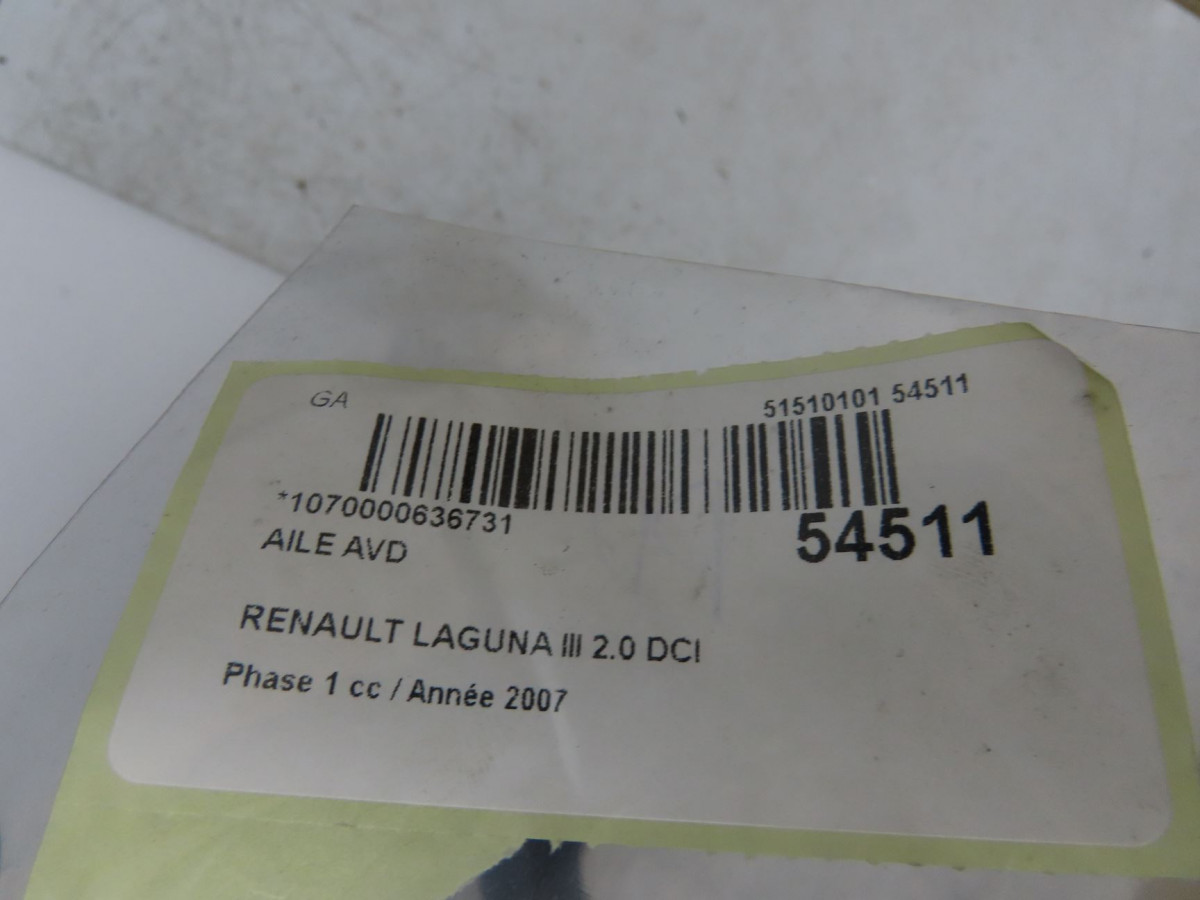 GA
51510101 54511
*1070000636731
54511
AILE AVD
RENAULT LAGUNA III 2.0 DCI
Phase 1 cc / Année 2007